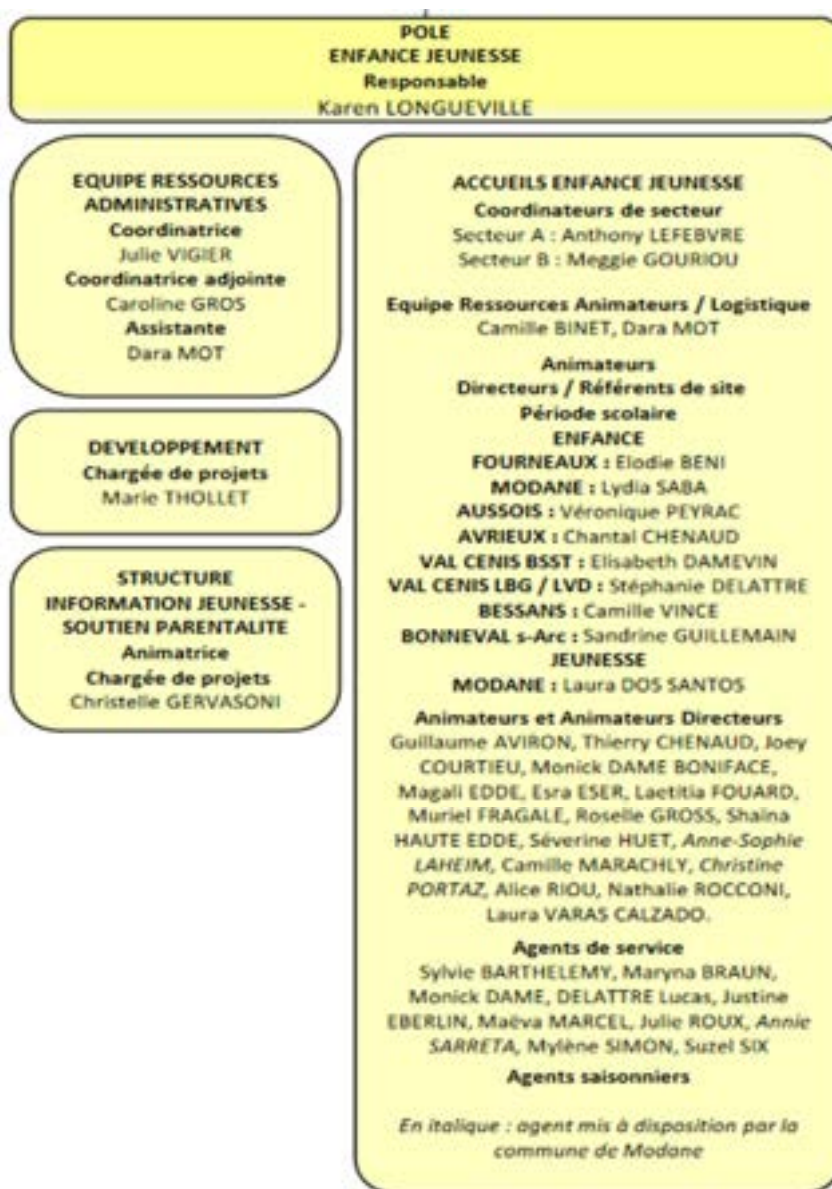 POLE
ENFANCE JEUNESSE
Responsable
Karen LONGUEVILLE
EQUIPE RESSOURCES
ADMINISTRATIVES
Coordinatrice
Julie VIGIER
Coordinatrice adjointe
Caroline GROS
Assistante
Dara MOT
DEVELOPPEMENT
Chargée de projets
Marie THOLLET
STRUCTURE
INFORMATION JEUNESSE -
SOUTIEN PARENTALITE
Animatrice
Chargée de projets
Christelle GERVASONI
ACCUEILS ENFANCE JEUNESSE
Coordinateurs de secteur
Secteur A : Anthony LEFEBVRE
Secteur B : Meggie GOURIOU
Equipe Ressources Animateurs / Logistique
Camille BINET, Dara MOT
Animateurs
Directeurs / Référents de site
Période scolaire
ENFANCE
FOURNEAUX : Elodie BENI
MODANE : Lydia SABA
AUSSOIS : Véronique PEYRAC
AVRIEUX : Chantal CHENAUD
VAL CENIS BSST : Elisabeth DAMEVIN
VAL CENIS LBG / LVD : Stéphanie DELATTRE
BESSANS : Camille VINCE
BONNEVAL s-Arc : Sandrine GUILLEMAIN
JEUNESSE
MODANE : Laura DOS SANTOS
Animateurs et Animateurs Directeurs
Guillaume AVIRON, Thierry CHENAUD, Joey
COURTIEU, Monick DAME BONIFACE,
Magali EDDE, Esra ESER, Laetitia FOUARD,
Muriel FRAGALE, Roselle GROSS, Shaïna
HAUTE EDDE, Séverine HUET, Anne-Sophie
LAHEIM, Camille MARACHLY, Christine
PORTAZ, Alice RIOU, Nathalie ROCCONI,
Laura VARAS CALZADO.
Agents de service
Sylvie BARTHELEMY, Maryna BRAUN,
Monick DAME, DELATTRE Lucas, Justine
EBERLIN, Maëva MARCEL, Julie ROUX, Annie
SARRETA, Mylène SIMON, Suzel SIX
Agents saisonniers
En italique : agent mis à disposition par la
commune de Modane